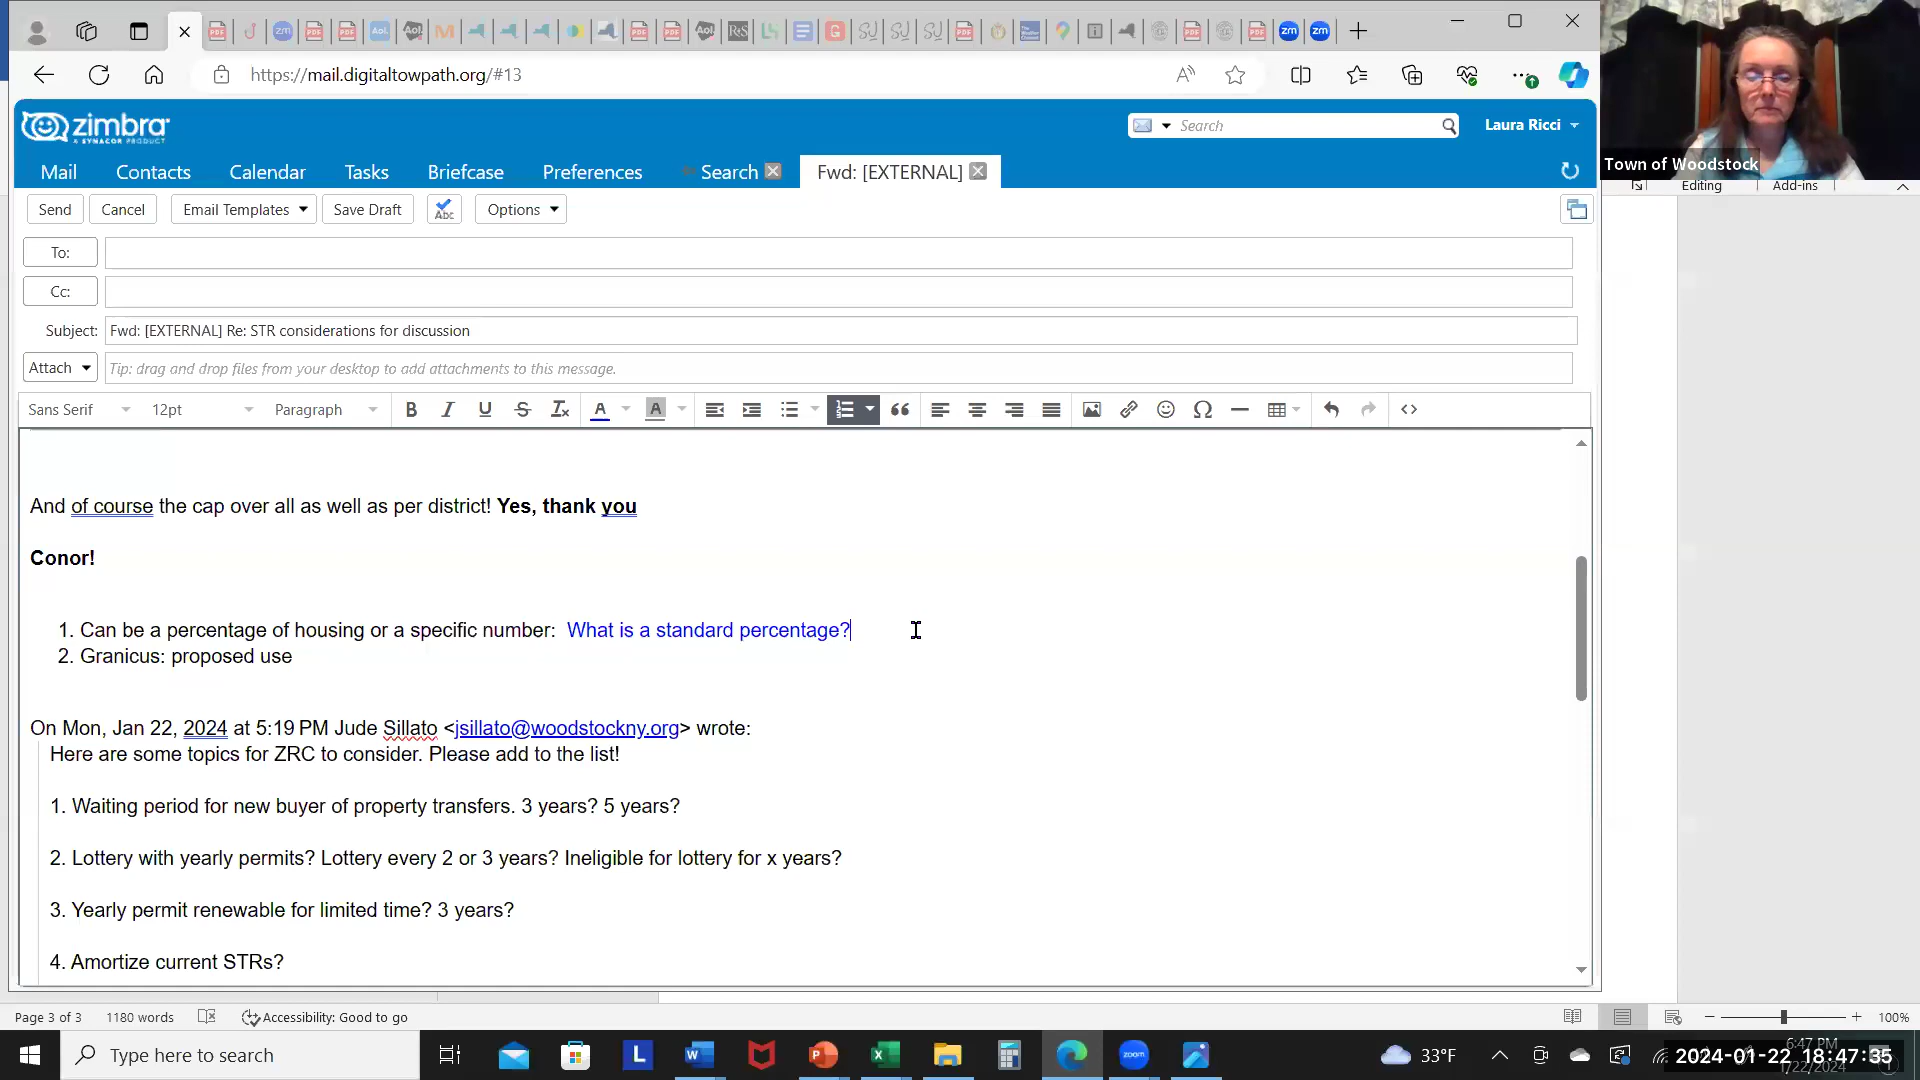 https://mail.digitaltowpath.org/#13
zimbra
A SYNACOR PRODUCT
Search
Laura Ricci
Town of Woodstock
Mail Contacts Calendar Tasks Briefcase Preferences Search Fwd: [EXTERNAL]
Editing Add-ins
Send Cancel Email Templates Save Draft Abc Options
To:
Cc:
Subject: Fwd: [EXTERNAL] Re: STR considerations for discussion
Attach Tip: drag and drop files from your desktop to add attachments to this message.
Sans Serif 12pt Paragraph
And of course the cap over all as well as per district! Yes, thank you
Conor!
1. Can be a percentage of housing or a specific number: What is a standard percentage?
2. Granicus: proposed use
On Mon, Jan 22, 2024 at 5:19 PM Jude Sillato <jsillato@woodstockny.org> wrote:
Here are some topics for ZRC to consider. Please add to the list!
1. Waiting period for new buyer of property transfers. 3 years? 5 years?
2. Lottery with yearly permits? Lottery every 2 or 3 years? Ineligible for lottery for x years?
3. Yearly permit renewable for limited time? 3 years?
4. Amortize current STRs?
Page 3 of 3 1180 words Accessibility: Good to go 100%
Type here to search
33°F
6:47 PM
2024-01-22 18:47:35
1/22/2024